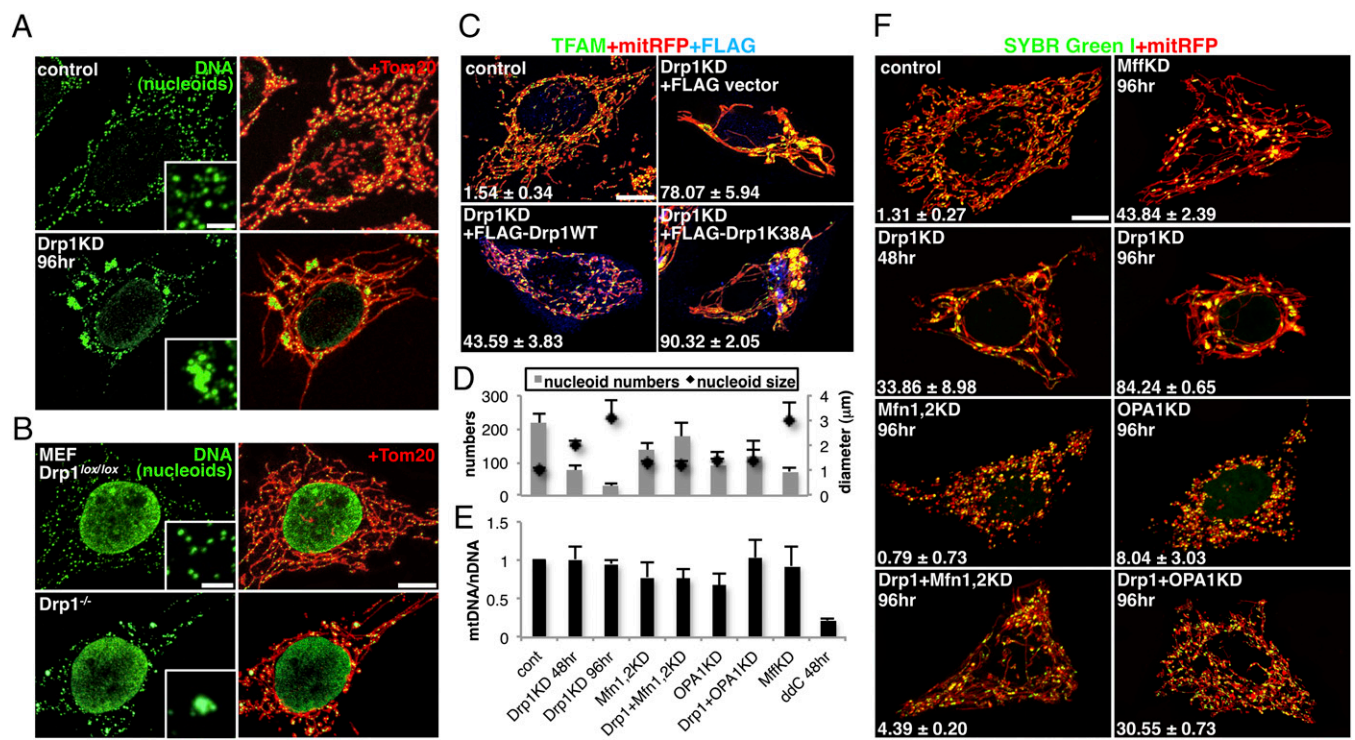 A
control
DNA
(nucleoids)
+Tom20
Drp1KD
96hr
B
MEF
Drp1lox/lox
DNA
(nucleoids)
+Tom20
Drp1-/-
C
TFAM+mitRFP+FLAG
control
1.54 ± 0.34
Drp1KD
+FLAG vector
78.07 ± 5.94
Drp1KD
+FLAG-Drp1WT
43.59 ± 3.83
Drp1KD
+FLAG-Drp1K38A
90.32 ± 2.05
D
nucleoid numbers
nucleoid size
300
200
100
0
numbers
4
3
2
1
0
diameter (μm)
E
1.5
1
0.5
0
mtDNA/nDNA
cont
Drp1KD 48hr
Drp1KD 96hr
Mfn1,2KD
Drp1+Mfn1,2KD
OPA1KD
Drp1+OPA1KD
MffKD
ddC 48hr
F
SYBR Green I+mitRFP
control
1.31 ± 0.27
MffKD
96hr
43.84 ± 2.39
Drp1KD
48hr
33.86 ± 8.98
Drp1KD
96hr
84.24 ± 0.65
Mfn1,2KD
96hr
0.79 ± 0.73
OPA1KD
96hr
8.04 ± 3.03
Drp1+Mfn1,2KD
96hr
4.39 ± 0.20
Drp1+OPA1KD
96hr
30.55 ± 0.73